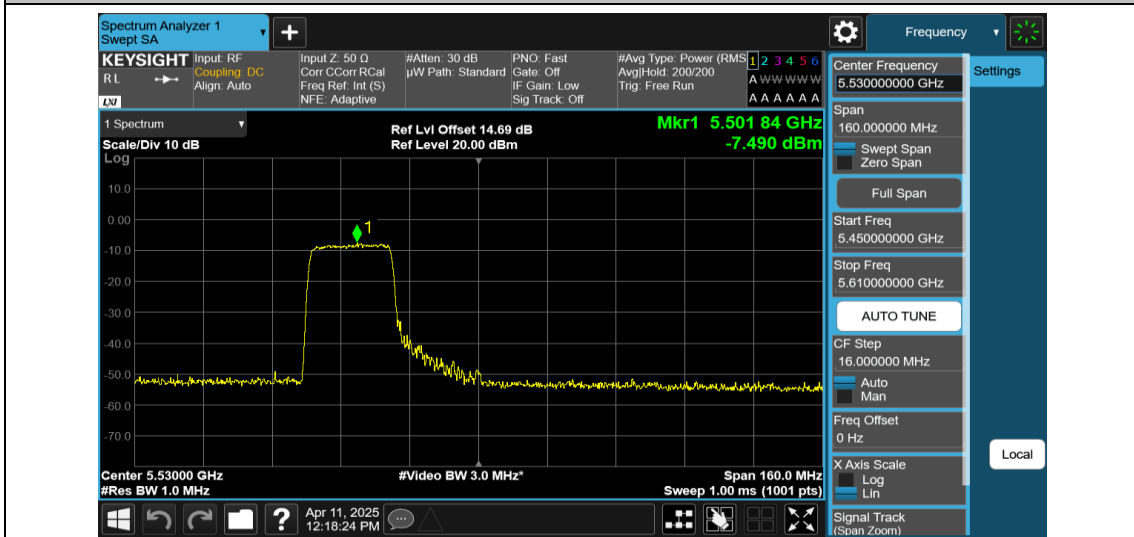 Spectrum Analyzer 1
Swept SA
Frequency
KEYSIGHT
R L
LXI
Input: RF
Coupling: DC
Align: Auto
Input Z: 50 Ω
Corr CCorr RCal
Freq Ref: Int (S)
NFE: Adaptive
#Atten: 30 dB
µW Path: Standard
PNO: Fast
Gate: Off
IF Gain: Low
Sig Track: Off
#Avg Type: Power (RMS
Avg|Hold: 200/200
Trig: Free Run
1 2 3 4 5 6
A W W W W W
A A A A A A
1 Spectrum
Scale/Div 10 dB
Log
Ref Lvl Offset 14.69 dB
Ref Level 20.00 dBm
Mkr1 5.501 84 GHz
-7.490 dBm
10.0
0.00
-10.0
-20.0
-30.0
-40.0
-50.0
-60.0
-70.0
1
Center 5.53000 GHz
#Res BW 1.0 MHz
#Video BW 3.0 MHz*
Span 160.0 MHz
Sweep 1.00 ms (1001 pts)
Apr 11, 2025
12:18:24 PM
Center Frequency
5.530000000 GHz
Span
160.000000 MHz
Swept Span
Zero Span
Full Span
Start Freq
5.450000000 GHz
Stop Freq
5.610000000 GHz
AUTO TUNE
CF Step
16.000000 MHz
Auto
Man
Freq Offset
0 Hz
X Axis Scale
Log
Lin
Signal Track
(Span Zoom)
Settings
Local